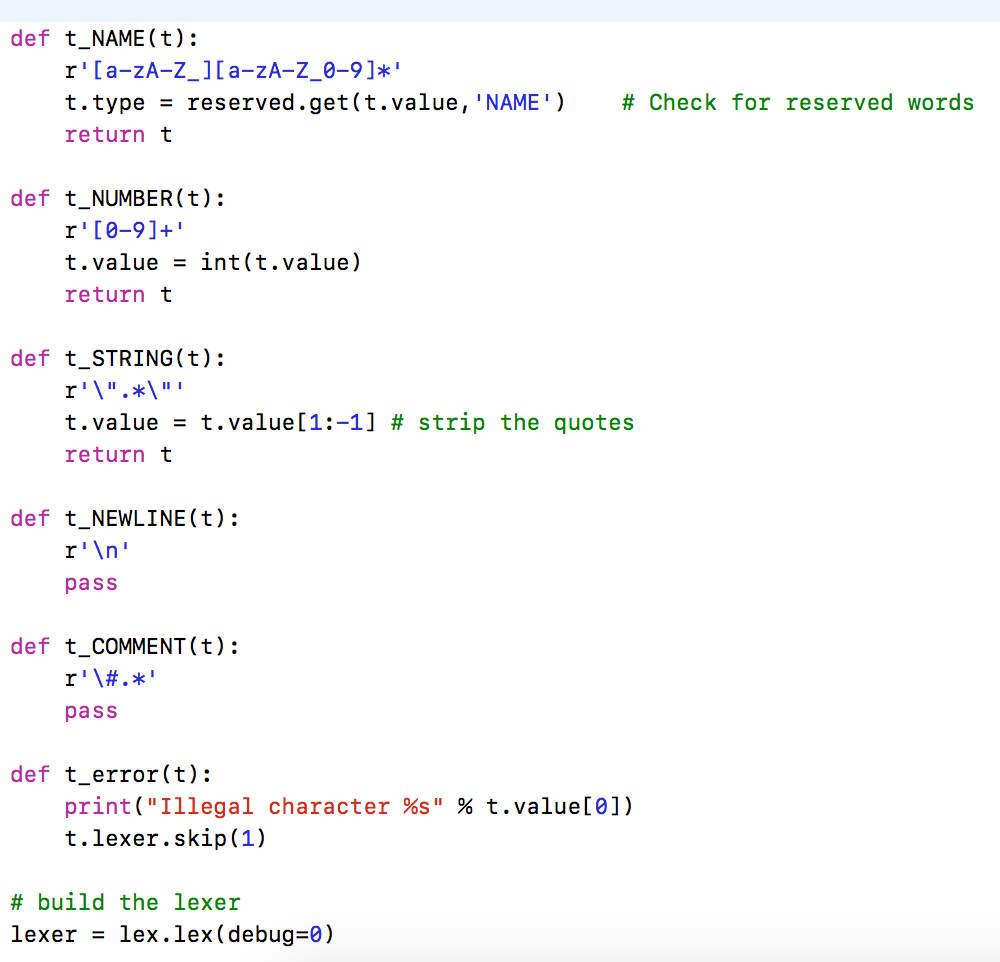 def t_NAME(t):
    r'[a-zA-Z_][a-zA-Z_0-9]*'
    t.type = reserved.get(t.value,'NAME')    # Check for reserved words
    return t

def t_NUMBER(t):
    r'[0-9]+'
    t.value = int(t.value)
    return t

def t_STRING(t):
    r'\".*\"'
    t.value = t.value[1:-1] # strip the quotes
    return t

def t_NEWLINE(t):
    r'\n'
    pass

def t_COMMENT(t):
    r'\#.*'
    pass

def t_error(t):
    print("Illegal character %s" % t.value[0])
    t.lexer.skip(1)

# build the lexer
lexer = lex.lex(debug=0)